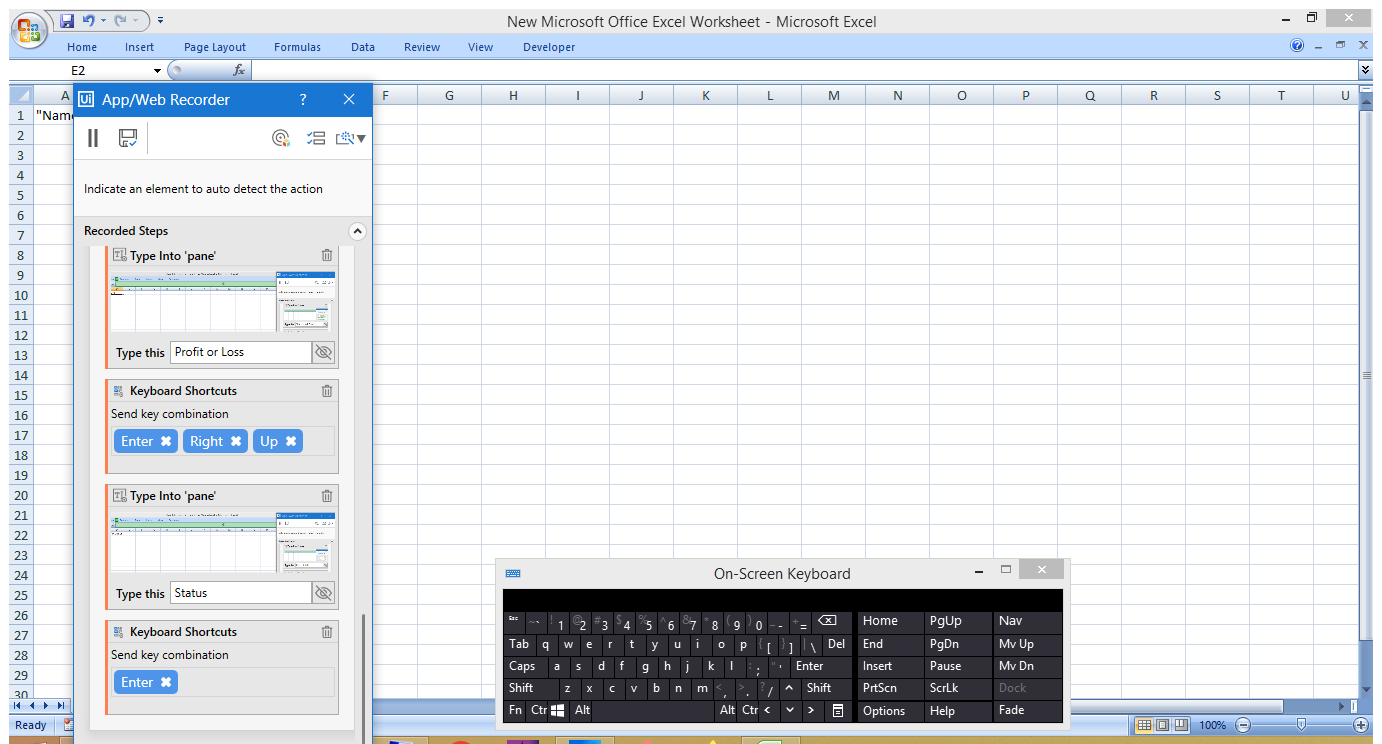 New Microsoft Office Excel Worksheet - Microsoft Excel
Home Insert Page Layout Formulas Data Review View Developer
E2 fx
A F G H I J K L M N O P Q R S T U
Ui App/Web Recorder ?
1 "Name
2
3
4
Indicate an element to auto detect the action
5
6
7
Recorded Steps
8
Type Into 'pane'
9
10
11
12
13
Type this Profit or Loss
14
15
Keyboard Shortcuts
16
Send key combination
17
Enter Right Up
18
19
20
Type Into 'pane'
21
22
23
24
25
Type this Status
26
27
Keyboard Shortcuts
28
Send key combination
29
Enter
30
On-Screen Keyboard
Esc ~ ` ! 1 @ 2 # 3 $ 4 % 5 ^ 6 & 7 * 8 ( 9 ) 0 _ - + = Home PgUp Nav
Tab q w e r t y u i o p { [ } ] | \ Del End PgDn Mv Up
Caps a s d f g h j k l : ; " ' Enter Insert Pause Mv Dn
Shift z x c v b n m < , > . ? / Shift PrtScn ScrLk Dock
Fn Ctr Alt Alt Ctr Options Help Fade
Ready 100%